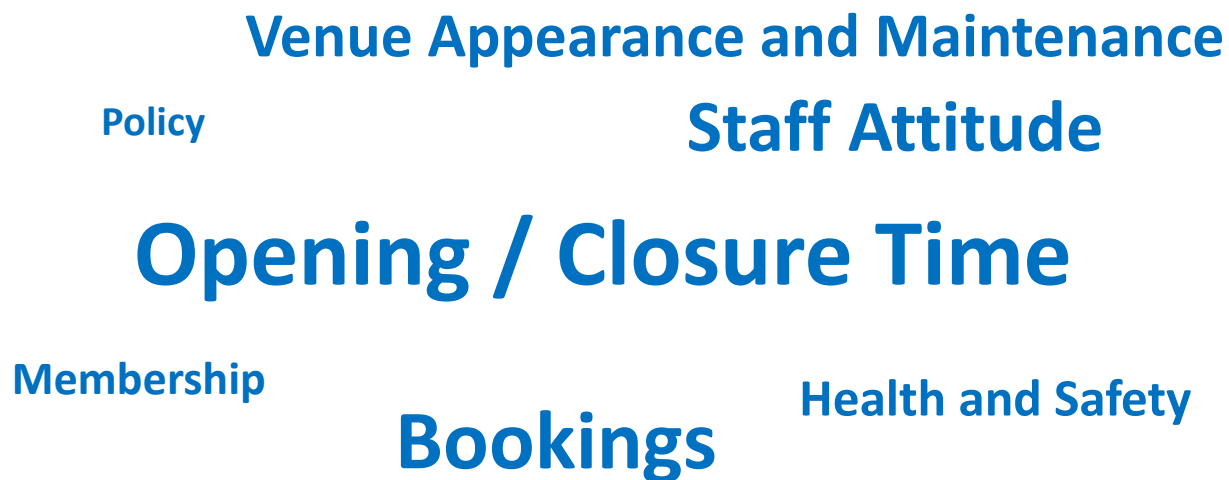 Venue Appearance and Maintenance
Policy
Staff Attitude
Opening / Closure Time
Membership
Health and Safety
Bookings